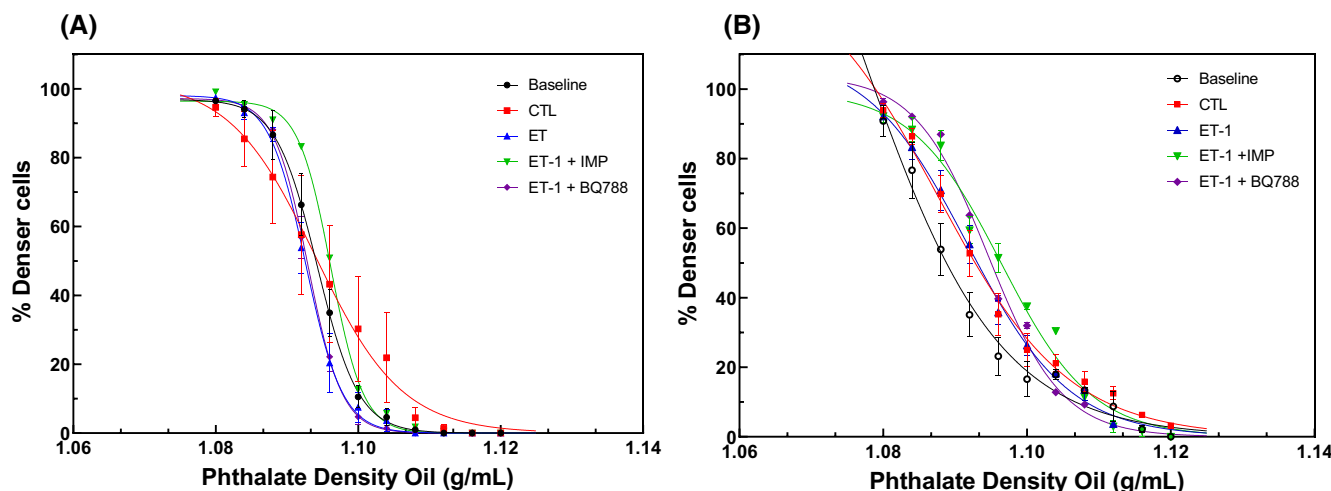 (A)
% Denser cells
100
80
60
40
20
0
1.06
1.08
1.10
1.12
1.14
Phthalate Density Oil (g/mL)
Baseline
CTL
ET
ET-1 + IMP
ET-1 + BQ788
(B)
% Denser cells
100
80
60
40
20
0
1.06
1.08
1.10
1.12
1.14
Phthalate Density Oil (g/mL)
Baseline
CTL
ET-1
ET-1 +IMP
ET-1 + BQ788